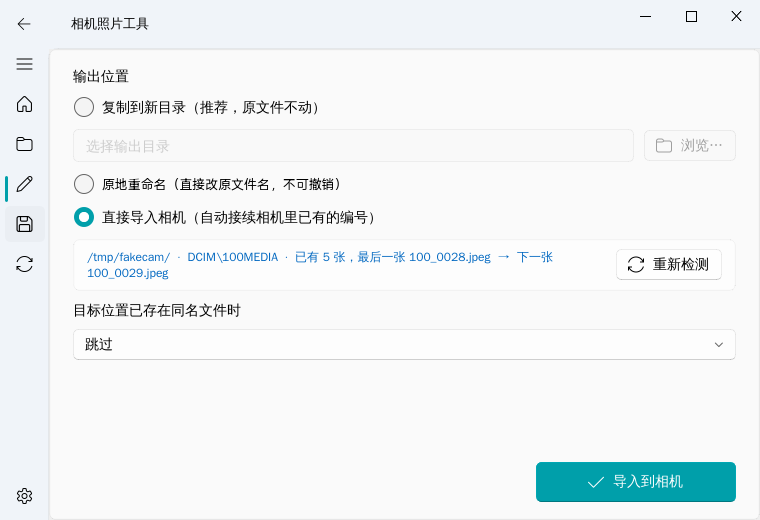 相机照片工具
输出位置
复制到新目录（推荐，原文件不动）
选择输出目录
浏览…
原地重命名（直接改原文件名，不可撤销）
直接导入相机（自动接续相机里已有的编号）
/tmp/fakecam/ · DCIM\100MEDIA · 已有 5 张，最后一张 100_0028.jpeg → 下一张
100_0029.jpeg
重新检测
目标位置已存在同名文件时
跳过
导入到相机